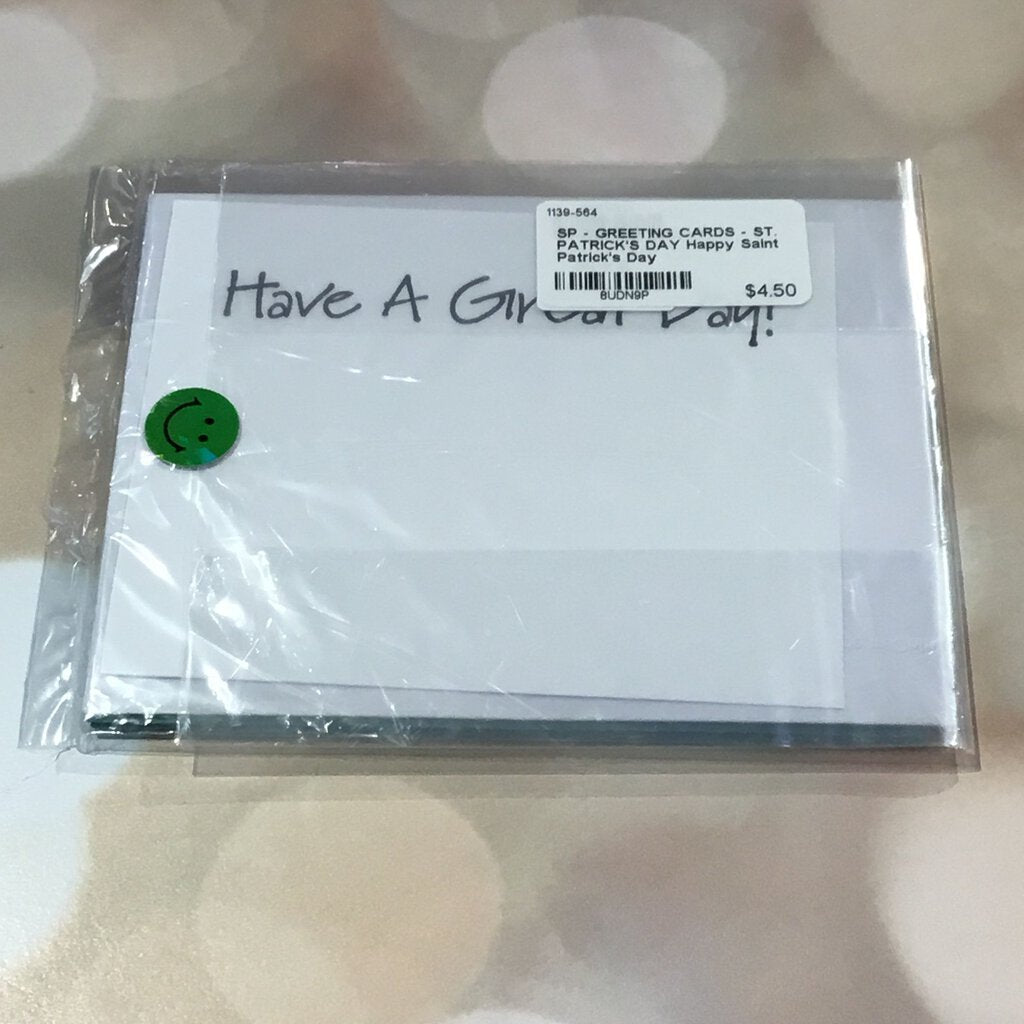 1139-564
SP - GREETING CARDS - ST.
PATRICK'S DAY Happy Saint
Patrick's Day
8UDN9P
$4.50
Have A Great Day!